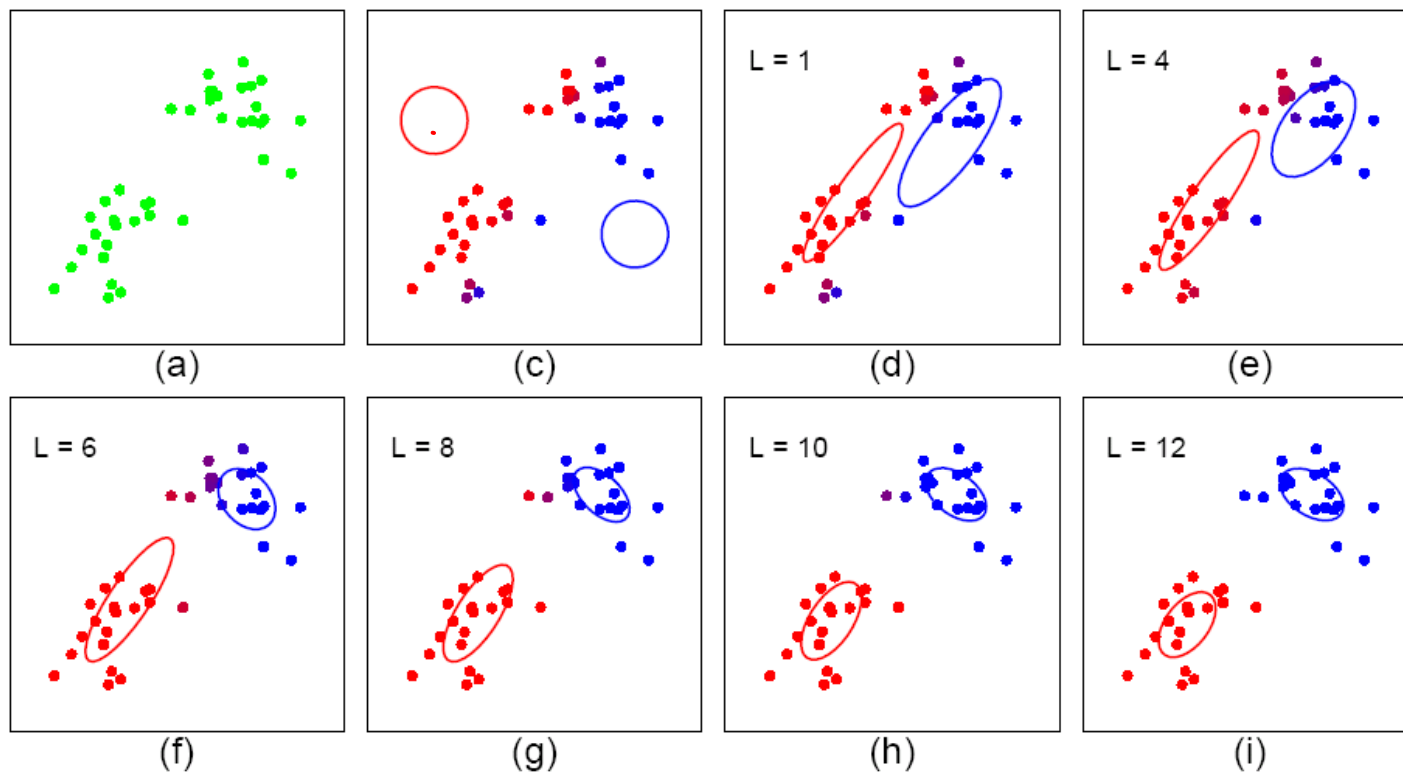 L = 1
L = 4
(a)
(c)
(d)
(e)
L = 6
L = 8
L = 10
L = 12
(f)
(g)
(h)
(i)